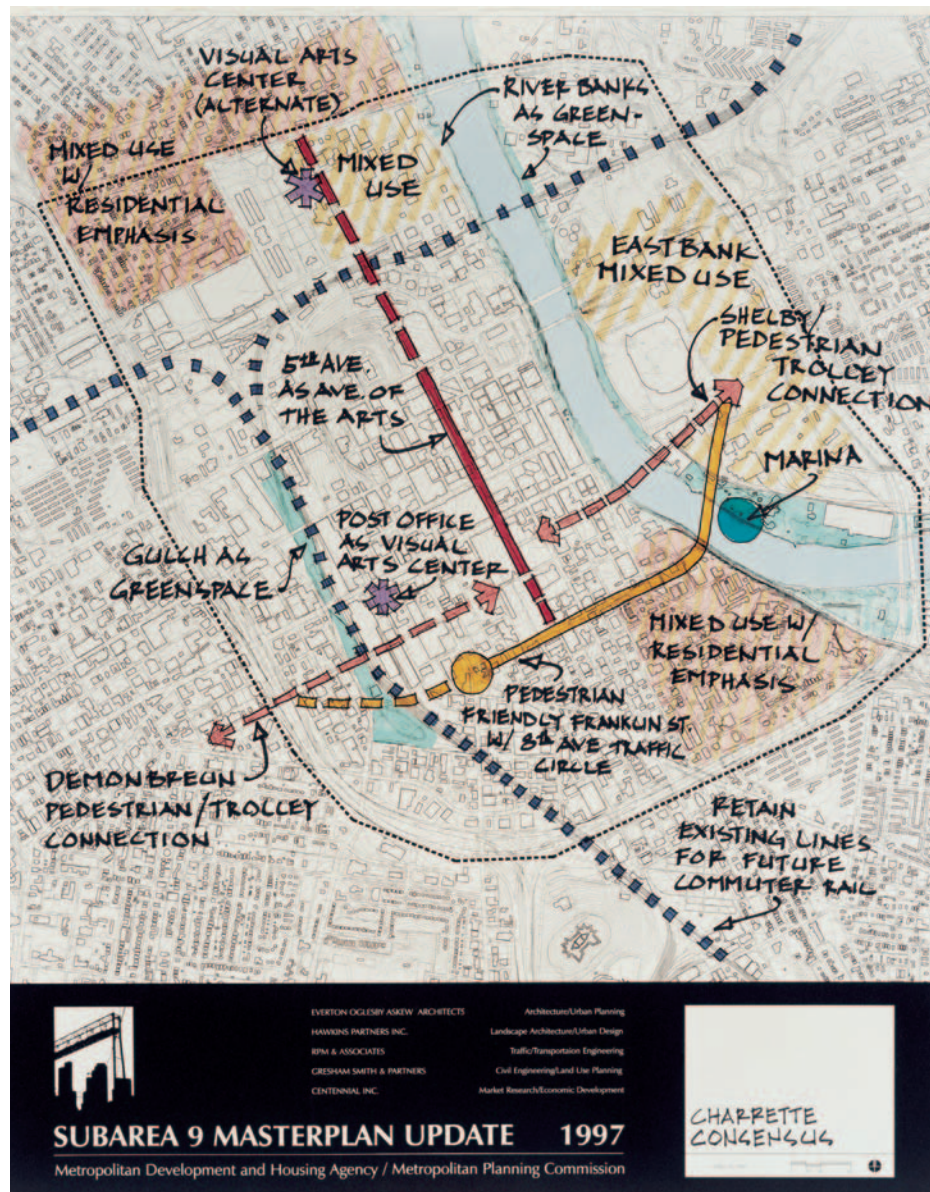 VISUAL ARTS
CENTER
(ALTERNATE)
RIVER BANKS
AS GREEN-
SPACE
MIXED USE
W/
RESIDENTIAL
EMPHASIS
MIXED
USE
EAST BANK
MIXED USE
SHELBY/
PEDESTRIAN
TROLLEY
CONNECTION
5TH AVE.
AS AVE. OF
THE ARTS
MARINA
POST OFFICE
AS VISUAL
ARTS CENTER
GULCH AS
GREENSPACE
MIXED USE W/
RESIDENTIAL
EMPHASIS
PEDESTRIAN
FRIENDLY FRANKLIN ST.
W/ 8TH AVE TRAFFIC
CIRCLE
DEMONBREUN
PEDESTRIAN/TROLLEY
CONNECTION
RETAIN
EXISTING LINES
FOR FUTURE
COMMUTER RAIL
EVERTON OGLESBY ASKEW ARCHITECTS Architecture/Urban Planning
HAWKINS PARTNERS INC. Landscape Architecture/Urban Design
RPM & ASSOCIATES Traffic/Transportaion Engineering
GRESHAM SMITH & PARTNERS Civil Engineering/Land Use Planning
CENTENNIAL INC. Market Research/Economic Development
SUBAREA 9 MASTERPLAN UPDATE 1997
Metropolitan Development and Housing Agency / Metropolitan Planning Commission
CHARRETTE
CONSENSUS